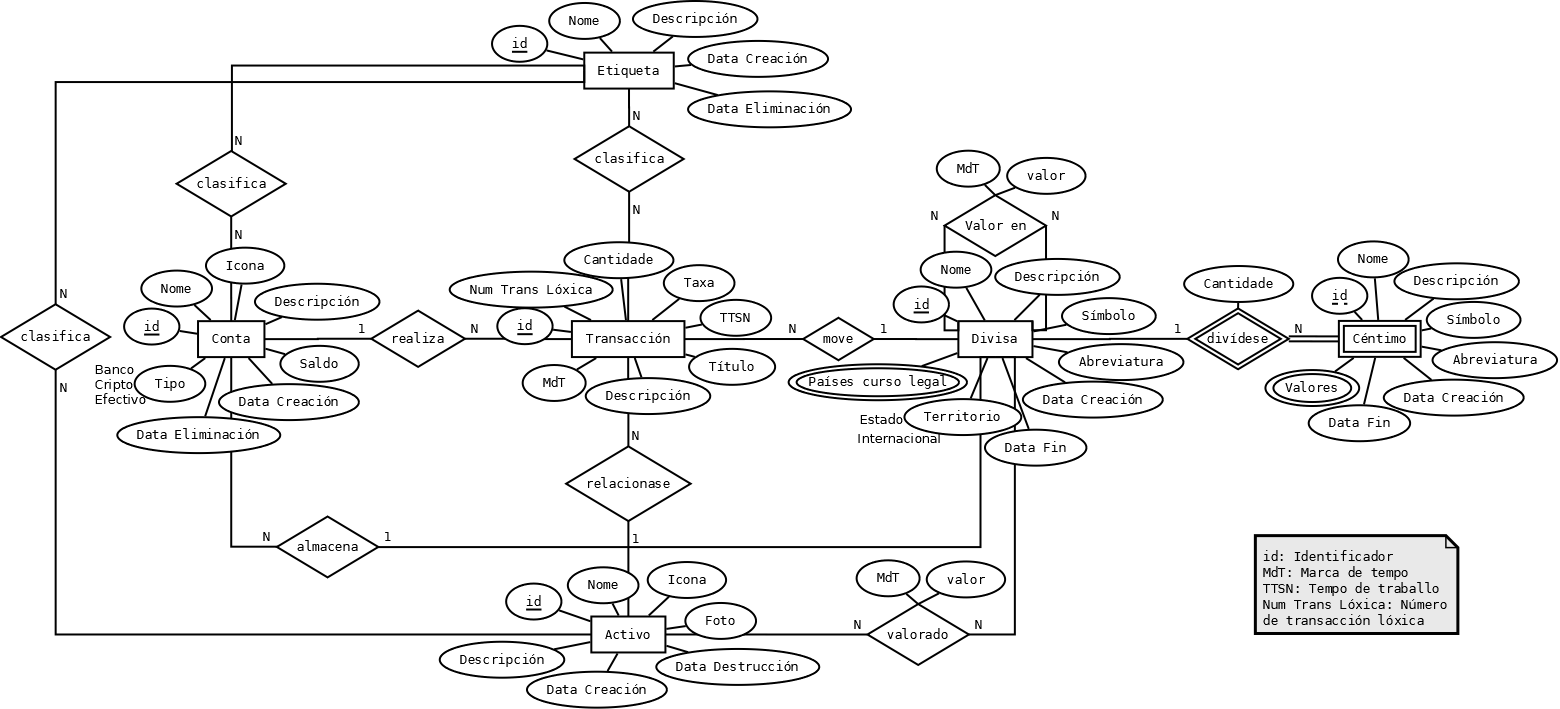 Nome
Descripción
id
Etiqueta
Data Creación
Data Eliminación
N
N
clasifica
clasifica
MdT
valor
N
N
Valor en
N
N
Icona
Nome
Descripción
id
Conta
Saldo
Tipo
Banco
Cripto
Efectivo
Data Creación
Data Eliminación
N
clasifica
N
1
realiza
N
Cantidade
Num Trans Lóxica
Taxa
id
TTSN
Transacción
Título
MdT
Descripción
N
move
1
Nome
Descripción
id
Símbolo
Divisa
Abreviatura
Países curso legal
Data Creación
Territorio
Estado
Internacional
Data Fin
1
Cantidade
divídese
N
Nome
Descripción
id
Símbolo
Céntimo
Abreviatura
Valores
Data Creación
Data Fin
N
relacionase
1
N
almacena
1
id
Nome
Icona
Foto
Activo
Descripción
Data Creación
Data Destrucción
MdT
valor
N
valorado
N
id: Identificador
MdT: Marca de tempo
TTSN: Tempo de traballo
Num Trans Lóxica: Número
de transacción lóxica